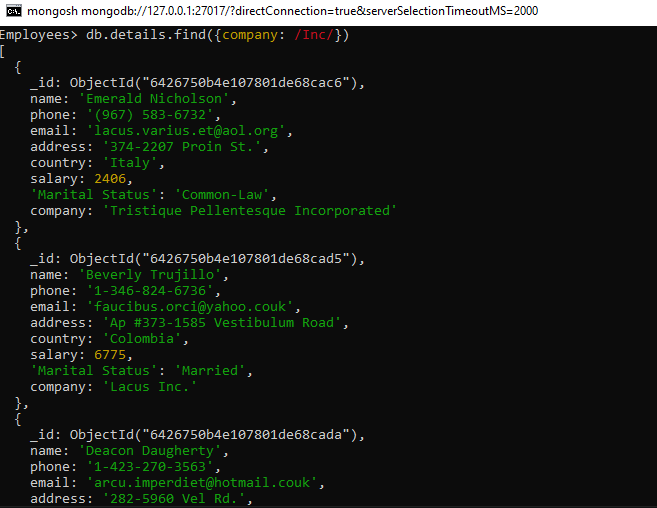 mongosh mongodb://127.0.0.1:27017/?directConnection=true&serverSelectionTimeoutMS=2000
Employees> db.details.find({company: /Inc/})
[
  {
    _id: ObjectId("6426750b4e107801de68cac6"),
    name: 'Emerald Nicholson',
    phone: '(967) 583-6732',
    email: 'lacus.varius.et@aol.org',
    address: '374-2207 Proin St.',
    country: 'Italy',
    salary: 2406,
    'Marital Status': 'Common-Law',
    company: 'Tristique Pellentesque Incorporated'
  },
  {
    _id: ObjectId("6426750b4e107801de68cad5"),
    name: 'Beverly Trujillo',
    phone: '1-346-824-6736',
    email: 'faucibus.orci@yahoo.couk',
    address: 'Ap #373-1585 Vestibulum Road',
    country: 'Colombia',
    salary: 6775,
    'Marital Status': 'Married',
    company: 'Lacus Inc.'
  },
  {
    _id: ObjectId("6426750b4e107801de68cada"),
    name: 'Deacon Daugherty',
    phone: '1-423-270-3563',
    email: 'arcu.imperdiet@hotmail.couk',
    address: '282-5960 Vel Rd.',